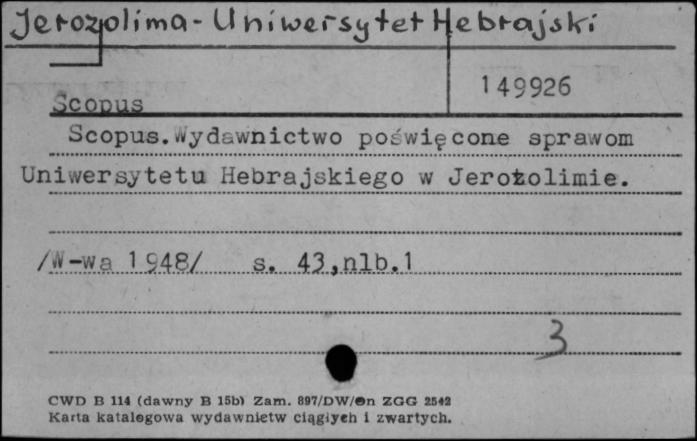 Jerozolima - Uniwersytet Hebrajski
149926
Scopus
Scopus.Wydawnictwo poświęcone sprawom
Uniwersytetu Hebrajskiego w Jerozolimie.
/W-wa 1948/ s. 43,nlb.1
3
CWD B 114 (dawny B 15b) Zam. 897/DW/On ZGG 2542
Karta katalogowa wydawnictw ciągłych i zwartych.